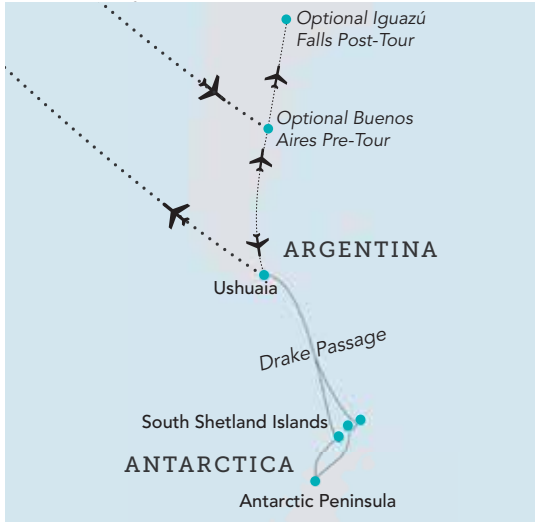 Optional Iguazú
Falls Post-Tour
Optional Buenos
Aires Pre-Tour
ARGENTINA
Ushuaia
Drake Passage
South Shetland Islands
ANTARCTICA
Antarctic Peninsula